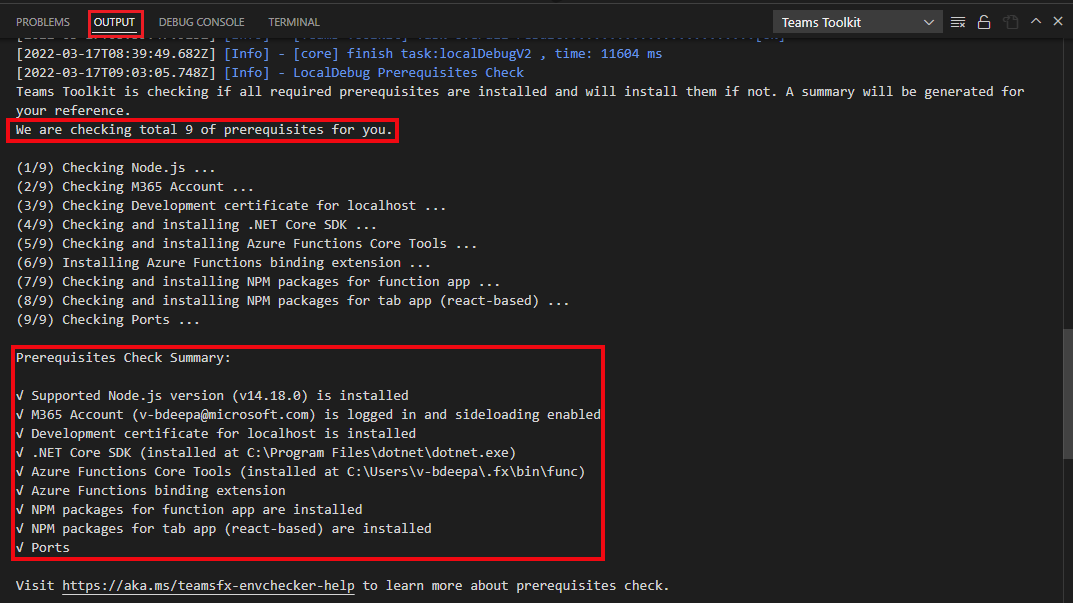 PROBLEMS OUTPUT DEBUG CONSOLE TERMINAL Teams Toolkit
[2022-03-17T08:39:49.682Z] [Info] - [core] finish task:localDebugV2 , time: 11604 ms
[2022-03-17T09:03:05.748Z] [Info] - LocalDebug Prerequisites Check
Teams Toolkit is checking if all required prerequisites are installed and will install them if not. A summary will be generated for
your reference.
We are checking total 9 of prerequisites for you.
(1/9) Checking Node.js ...
(2/9) Checking M365 Account ...
(3/9) Checking Development certificate for localhost ...
(4/9) Checking and installing .NET Core SDK ...
(5/9) Checking and installing Azure Functions Core Tools ...
(6/9) Installing Azure Functions binding extension ...
(7/9) Checking and installing NPM packages for function app ...
(8/9) Checking and installing NPM packages for tab app (react-based) ...
(9/9) Checking Ports ...
Prerequisites Check Summary:
√ Supported Node.js version (v14.18.0) is installed
√ M365 Account (v-bdeepa@microsoft.com) is logged in and sideloading enabled
√ Development certificate for localhost is installed
√ .NET Core SDK (installed at C:\Program Files\dotnet\dotnet.exe)
√ Azure Functions Core Tools (installed at C:\Users\v-bdeepa\.fx\bin\func)
√ Azure Functions binding extension
√ NPM packages for function app are installed
√ NPM packages for tab app (react-based) are installed
√ Ports
Visit https://aka.ms/teamsfx-envchecker-help to learn more about prerequisites check.